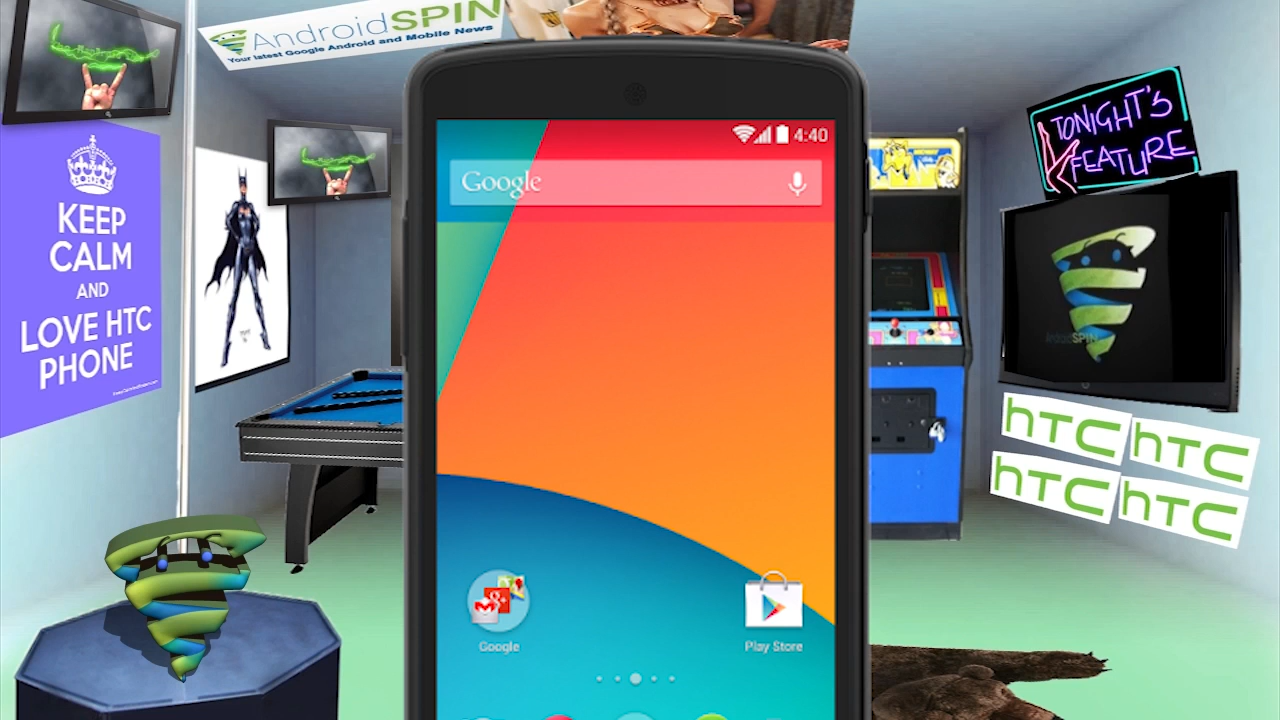 AndroidSPIN
Your latest Google Android and Mobile News
KEEP
CALM
AND
LOVE HTC
PHONE
4:40
Google
Google
Play Store
TONIGHT'S
FEATURE
SPIN
hTC hTC
hTC hTC